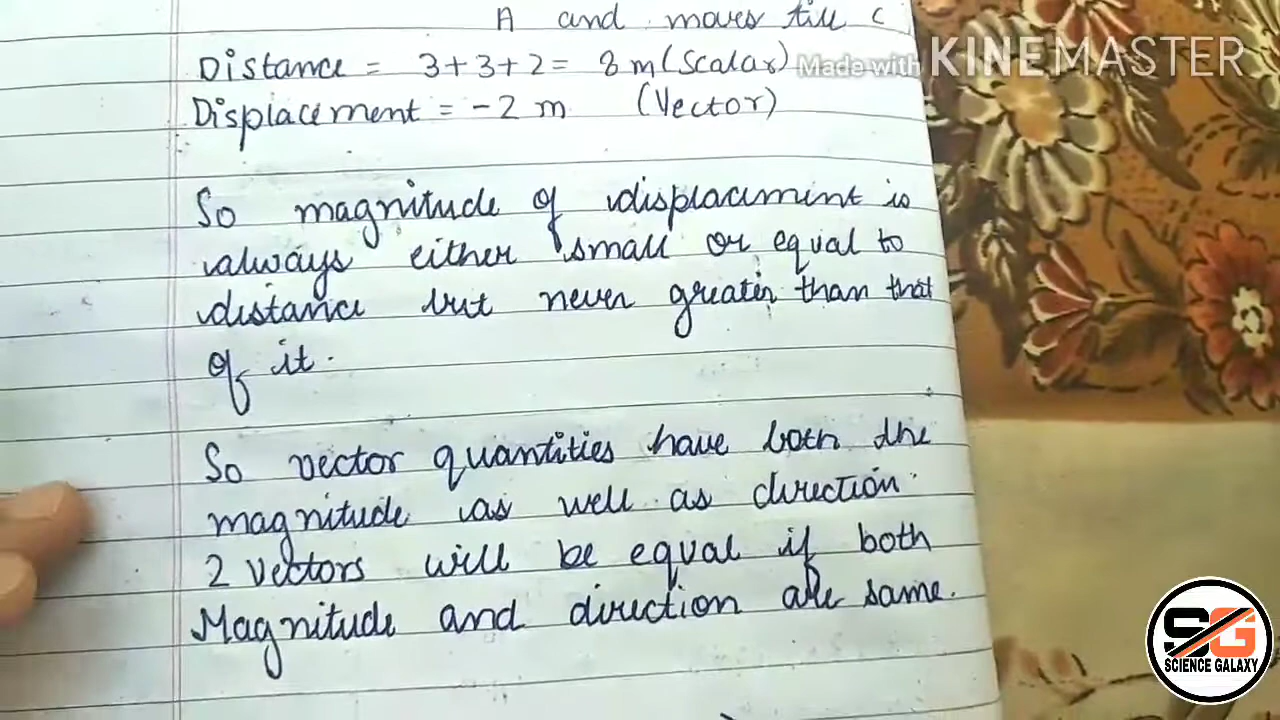 A and moves till C
Distance = 3+3+2= 8 m (Scalar)
Displacement = -2 m (Vector)
So magnitude of displacement is
always either small or equal to
distance but never greater than that
of it.
So vector quantities have both the
magnitude as well as direction.
2 vectors will be equal if both
Magnitude and direction are same.
Made with KINEMASTER
SG
SCIENCE GALAXY